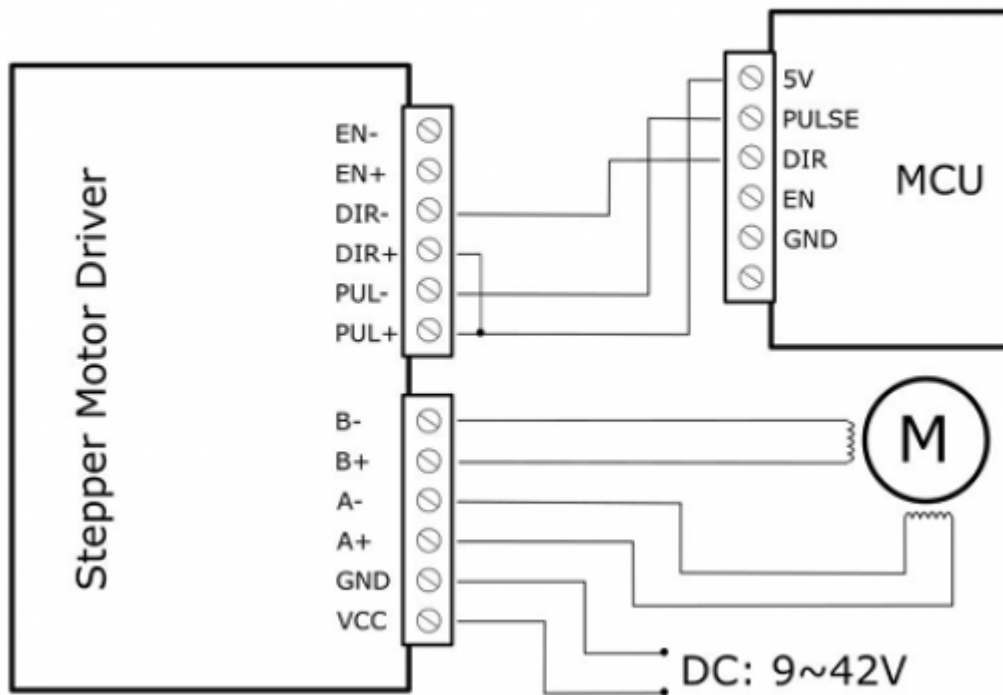 Stepper Motor Driver
EN-
EN+
DIR-
DIR+
PUL-
PUL+
B-
B+
A-
A+
GND
VCC
5V
PULSE
DIR
EN
GND
MCU
M
DC: 9~42V